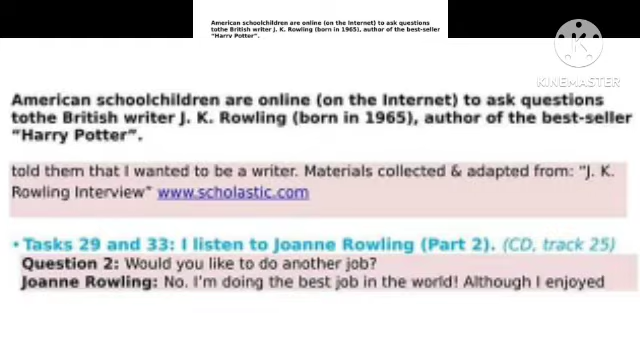 American schoolchildren are online (on the Internet) to ask questions
tothe British writer J. K. Rowling (born in 1965), author of the best-seller
"Harry Potter".
KINEMASTER
American schoolchildren are online (on the Internet) to ask questions
tothe British writer J. K. Rowling (born in 1965), author of the best-seller
“Harry Potter”.
told them that I wanted to be a writer. Materials collected & adapted from: “J. K.
Rowling Interview” www.scholastic.com
• Tasks 29 and 33: I listen to Joanne Rowling (Part 2). (CD, track 25)
Question 2: Would you like to do another job?
Joanne Rowling: No. I’m doing the best job in the world! Although I enjoyed